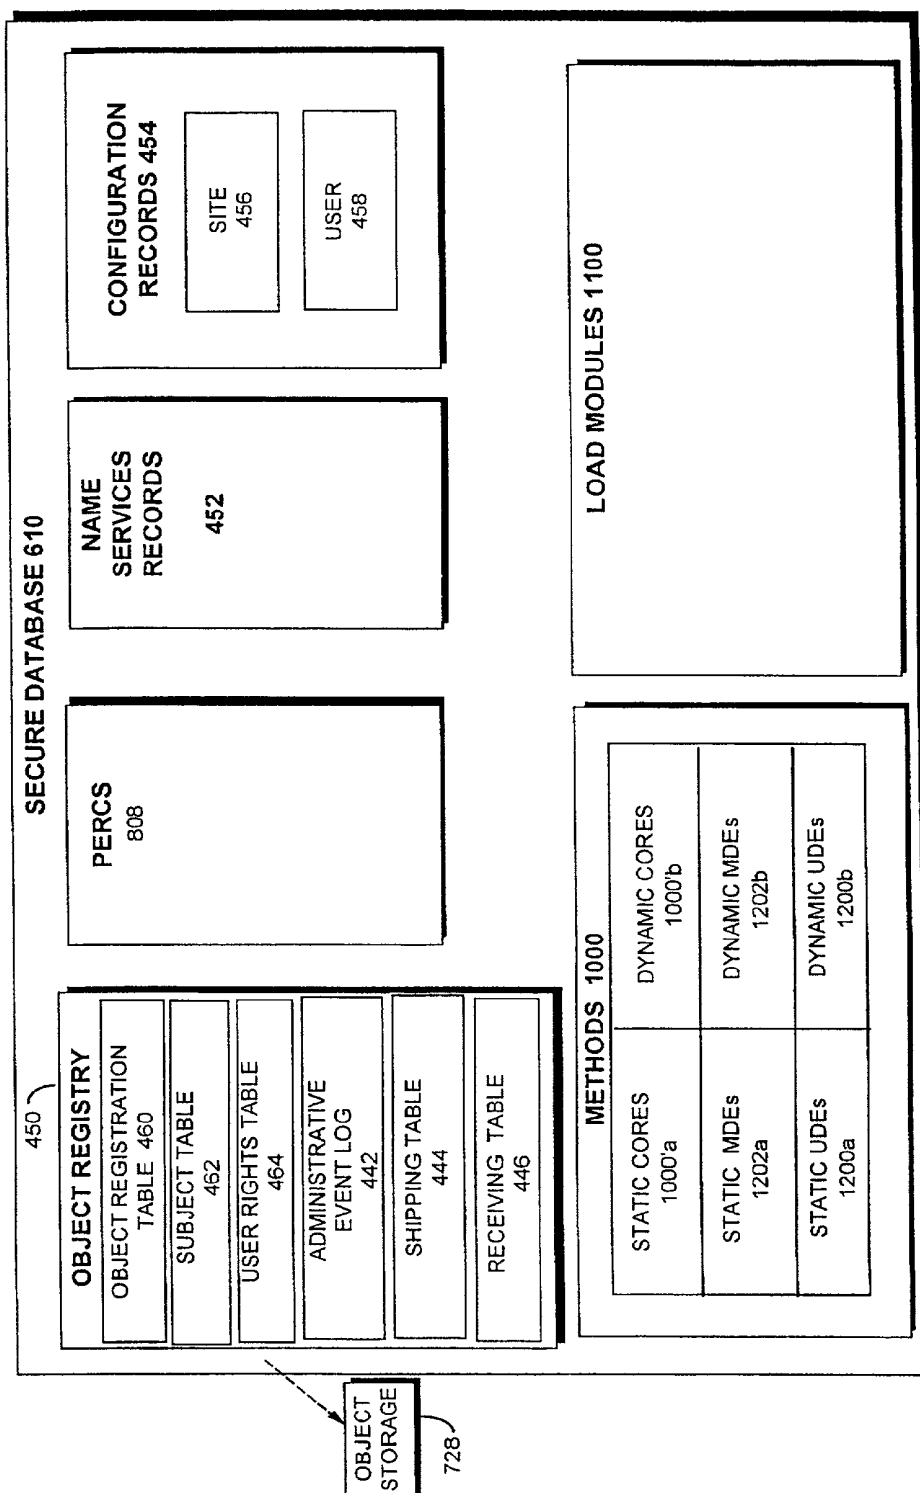 SECURE DATABASE 610
450
OBJECT REGISTRY
OBJECT REGISTRATION
TABLE 460
SUBJECT TABLE
462
USER RIGHTS TABLE
464
ADMINISTRATIVE
EVENT LOG
442
SHIPPING TABLE
444
RECEIVING TABLE
446
PERCS
808
NAME
SERVICES
RECORDS
452
CONFIGURATION
RECORDS 454
SITE
456
USER
458
OBJECT
STORAGE
728
METHODS 1000
STATIC CORES
1000'a
DYNAMIC CORES
1000'b
STATIC MDEs
1202a
DYNAMIC MDEs
1202b
STATIC UDEs
1200a
DYNAMIC UDEs
1200b
LOAD MODULES 1100